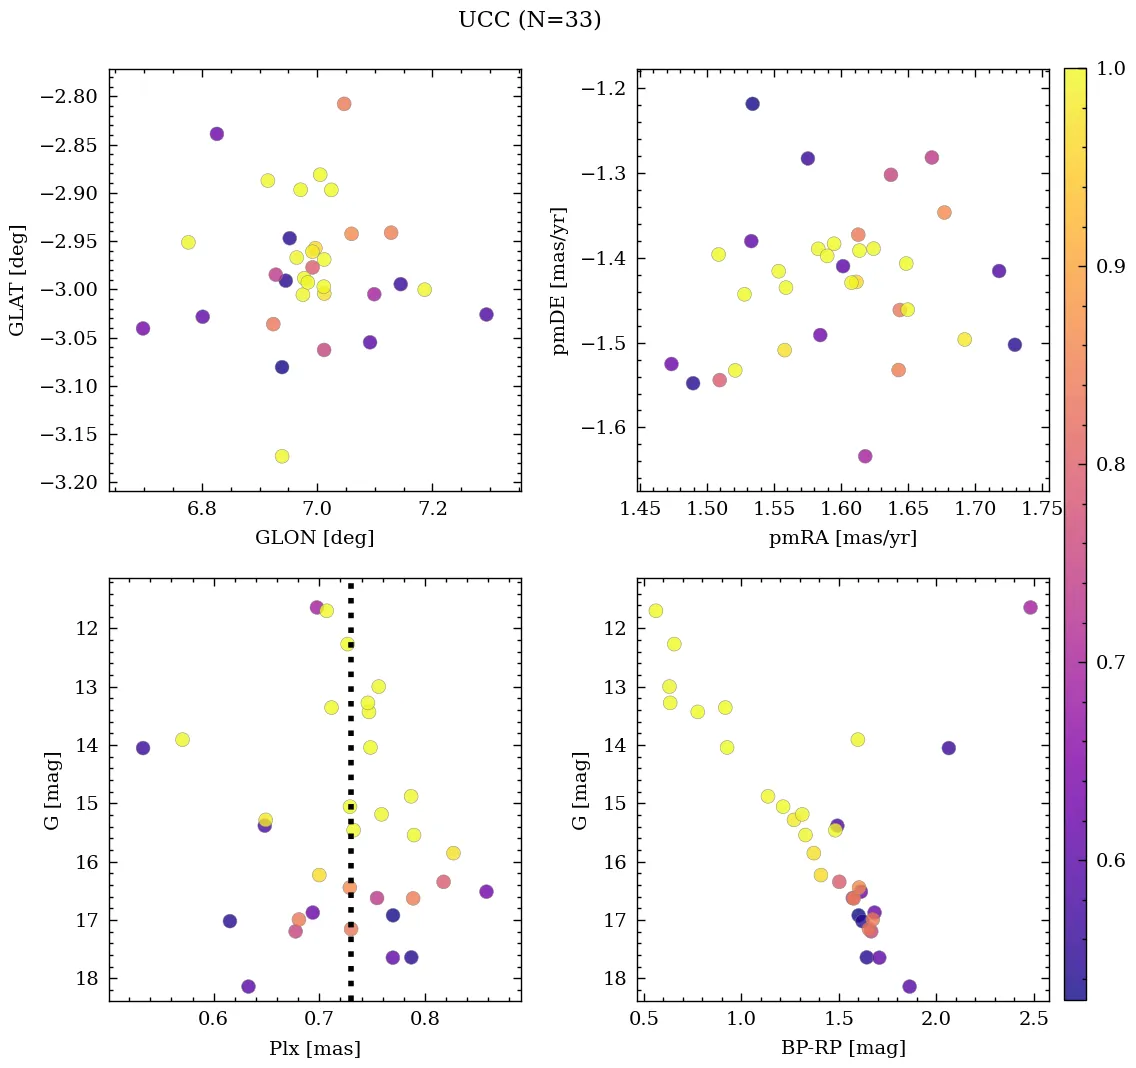 UCC (N=33)
−2.80
−2.85
−2.90
−2.95
−3.00
−3.05
−3.10
−3.15
−3.20
GLAT [deg]
6.8 7.0 7.2
GLON [deg]
−1.2
−1.3
−1.4
−1.5
−1.6
pmDE [mas/yr]
1.45 1.50 1.55 1.60 1.65 1.70 1.75
pmRA [mas/yr]
1.0
0.9
0.8
0.7
0.6
12
13
14
15
16
17
18
G [mag]
0.6 0.7 0.8
Plx [mas]
12
13
14
15
16
17
18
G [mag]
0.5 1.0 1.5 2.0 2.5
BP-RP [mag]